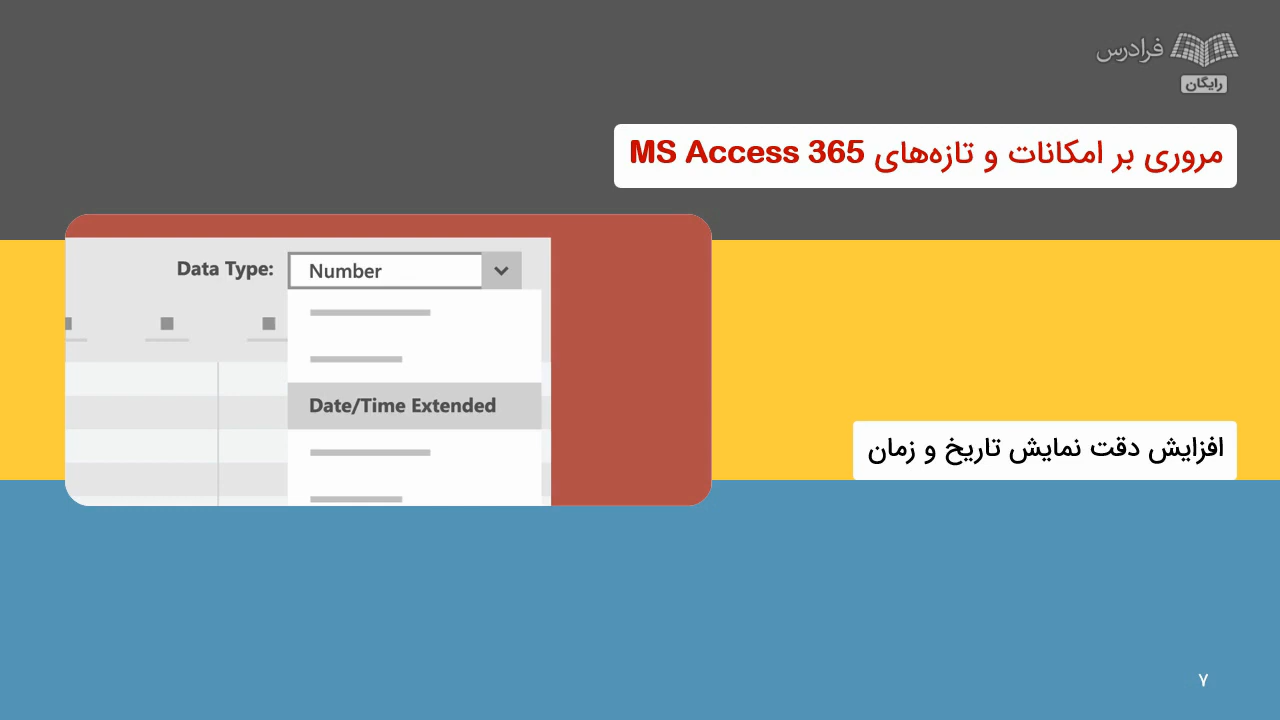 فرادرس
رایگان
مروری بر امکانات و تازه‌های MS Access 365
Data Type: Number
Date/Time Extended
افزایش دقت نمایش تاریخ و زمان
۷